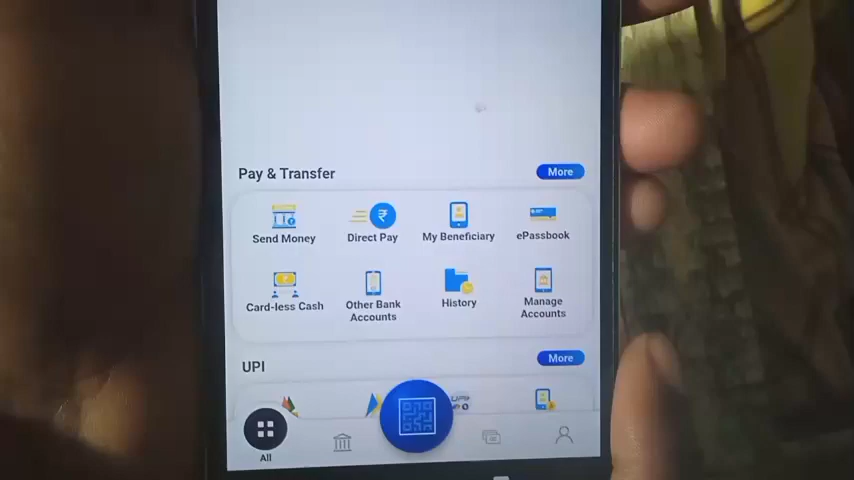 Pay & Transfer
More
Send Money
Direct Pay
My Beneficiary
ePassbook
Card-less Cash
Other Bank
Accounts
History
Manage
Accounts
UPI
More
All